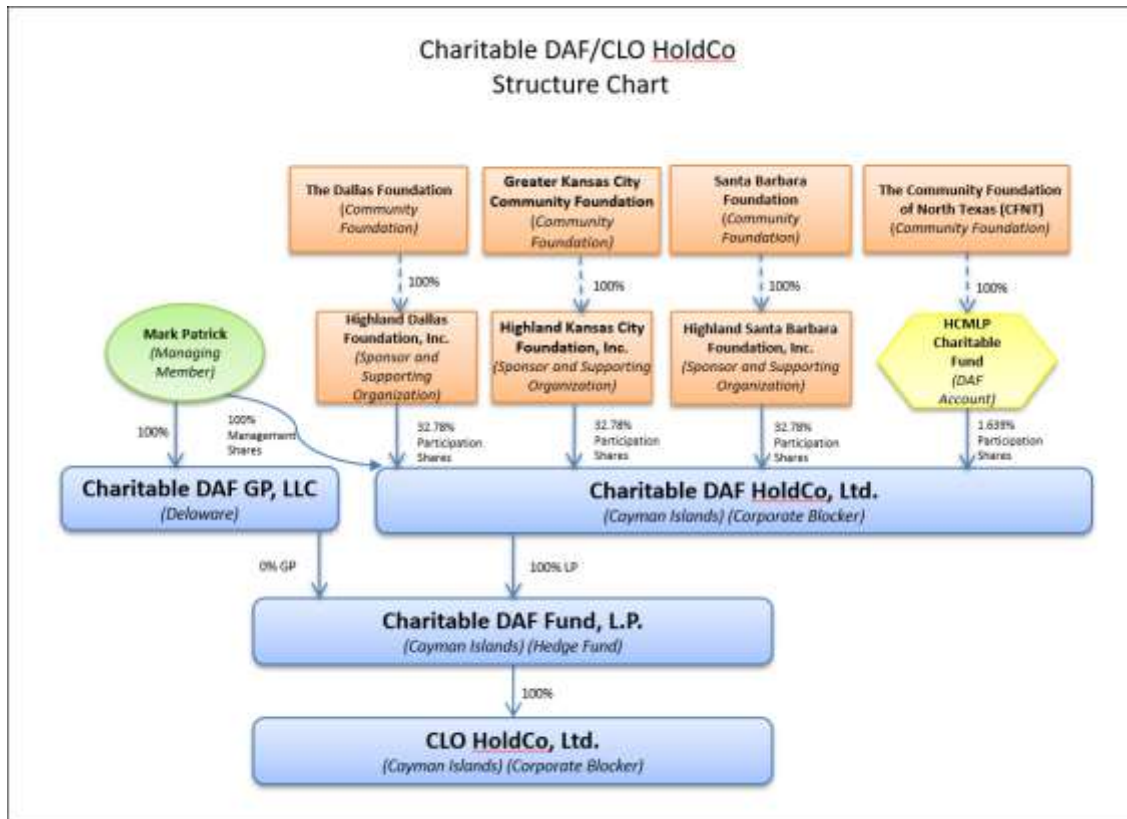 Charitable DAF/CLO HoldCo
Structure Chart
The Dallas Foundation
(Community
Foundation)
Greater Kansas City
Community Foundation
(Community
Foundation)
Santa Barbara
Foundation
(Community
Foundation)
The Community Foundation
of North Texas (CFNT)
(Community Foundation)
100%
100%
100%
100%
Mark Patrick
(Managing
Member)
Highland Dallas
Foundation, Inc.
(Sponsor and
Supporting
Organization)
Highland Kansas City
Foundation, Inc.
(Sponsor and Supporting
Organization)
Highland Santa Barbara
Foundation, Inc.
(Sponsor and Supporting
Organization)
HCMLP
Charitable
Fund
(DAF
Account)
100%
100%
Management
Shares
32.78%
Participation
Shares
32.78%
Participation
Shares
32.78%
Participation
Shares
1.639%
Participation
Shares
Charitable DAF GP, LLC
(Delaware)
Charitable DAF HoldCo, Ltd.
(Cayman Islands) (Corporate Blocker)
0% GP
100% LP
Charitable DAF Fund, L.P.
(Cayman Islands) (Hedge Fund)
100%
CLO HoldCo, Ltd.
(Cayman Islands) (Corporate Blocker)